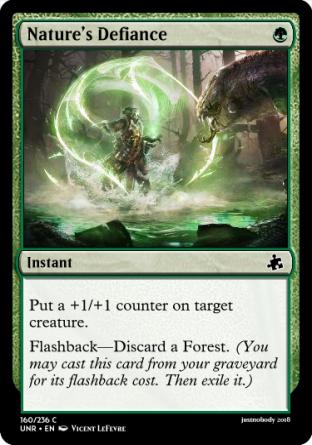 Nature's Defiance
Instant
Put a +1/+1 counter on target
creature.
Flashback—Discard a Forest. (You
may cast this card from your graveyard
for its flashback cost. Then exile it.)
160/236 C
justnobody 2018
UNR • EN Vicent LeFevre